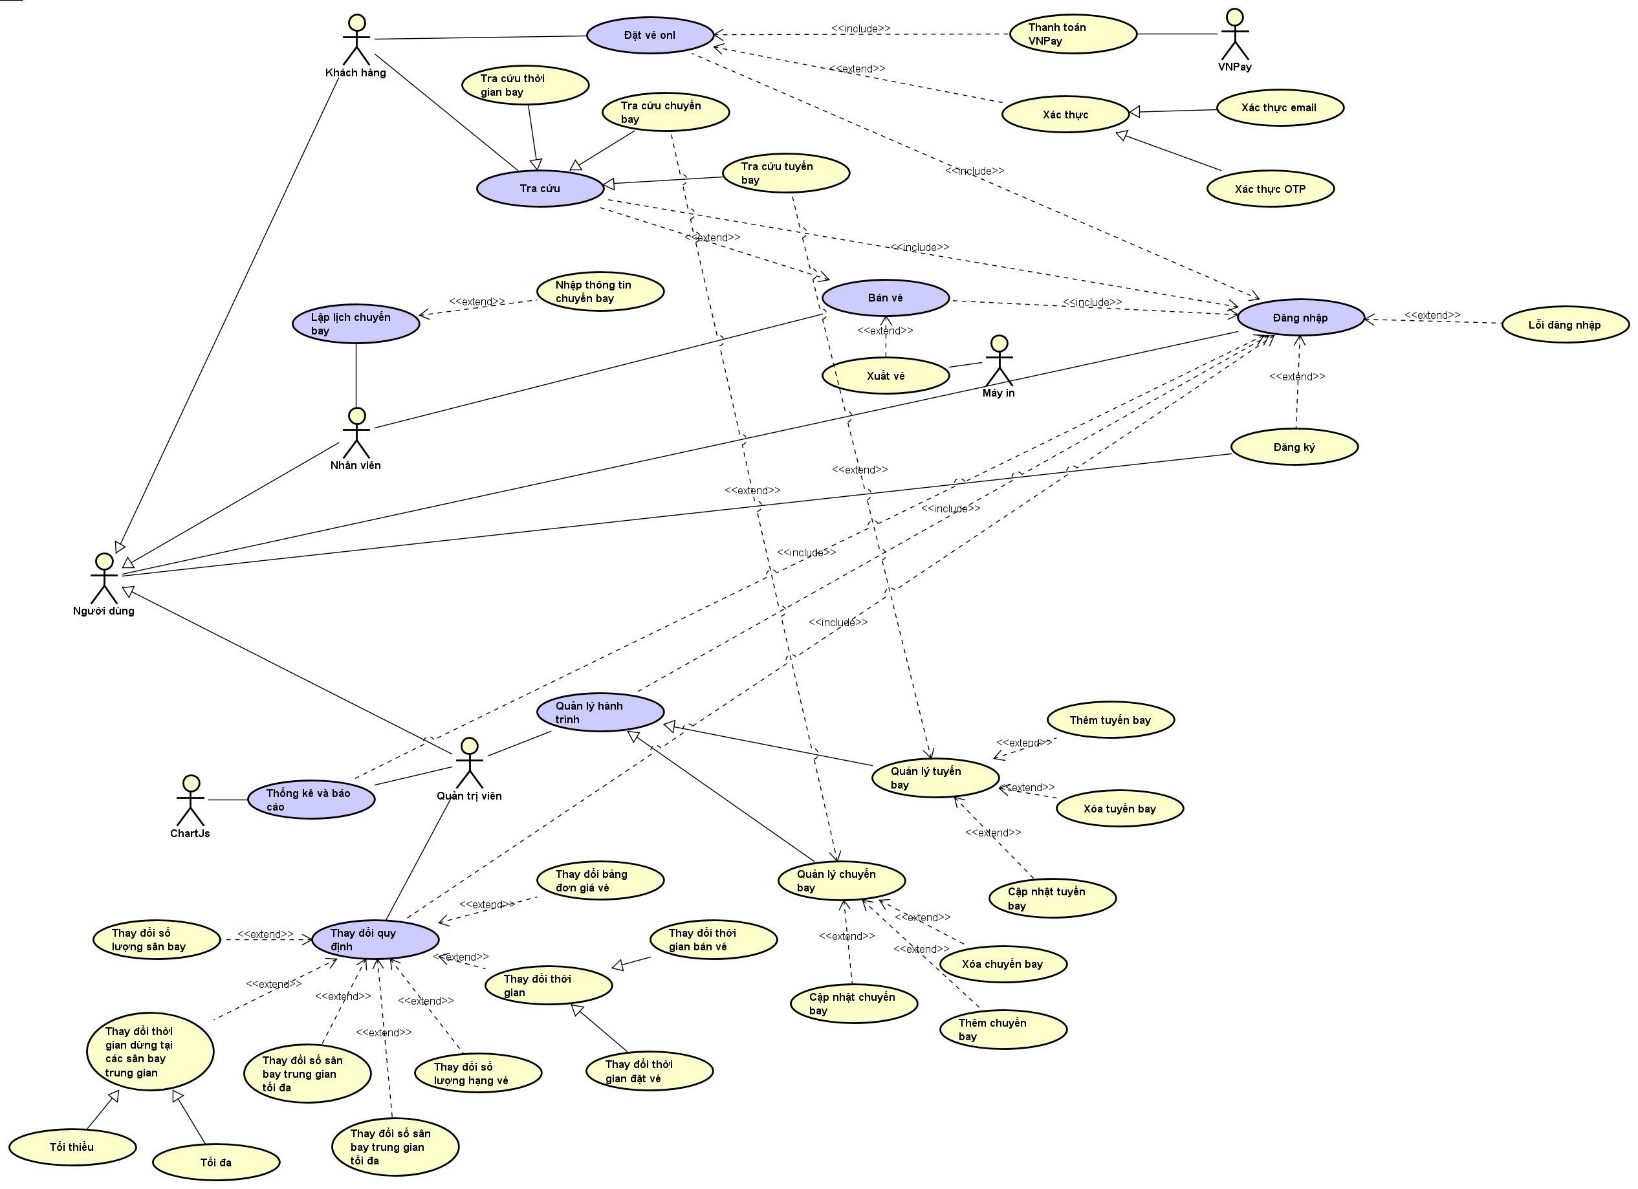 Đặt vé onl
<<include>>
Thanh toán
VNPay
VNPay
Khách hàng
Tra cứu thời
gian bay
<<extend>>
Tra cứu chuyến
bay
Xác thực
Xác thực email
Tra cứu tuyến
bay
<<include>>
Tra cứu
Xác thực OTP
<<extend>>
<<include>>
Nhập thông tin
chuyến bay
<<extend>>
Bán vé
<<include>>
Lập lịch chuyến
bay
Đăng nhập
<<extend>>
Lỗi đăng nhập
<<extend>>
Xuất vé
Máy in
<<extend>>
Nhân viên
Đăng ký
<<extend>>
<<extend>>
<<include>>
<<include>>
Người dùng
<<include>>
Quản lý hành
trình
Thêm tuyến bay
<<extend>>
Quản lý tuyến
bay
<<extend>>
Xóa tuyến bay
Thống kê và báo
cáo
Quản trị viên
ChartJs
<<extend>>
Thay đổi bảng
đơn giá vé
Quản lý chuyến
bay
Cập nhật tuyến
bay
<<extend>>
<<extend>>
Thay đổi số
lượng sân bay
<<extend>>
Thay đổi quy
định
Thay đổi thời
gian bán vé
<<extend>>
<<extend>>
<<extend>>
Xóa chuyến bay
Thay đổi thời
gian
<<extend>>
<<extend>>
<<extend>>
Cập nhật chuyến
bay
Thêm chuyến
bay
<<extend>>
Thay đổi thời
gian dừng tại
các sân bay
trung gian
Thay đổi số sân
bay trung gian
tối đa
Thay đổi số
lượng hạng vé
Thay đổi thời
gian đặt vé
Tối thiểu
Tối đa
Thay đổi số sân
bay trung gian
tối đa